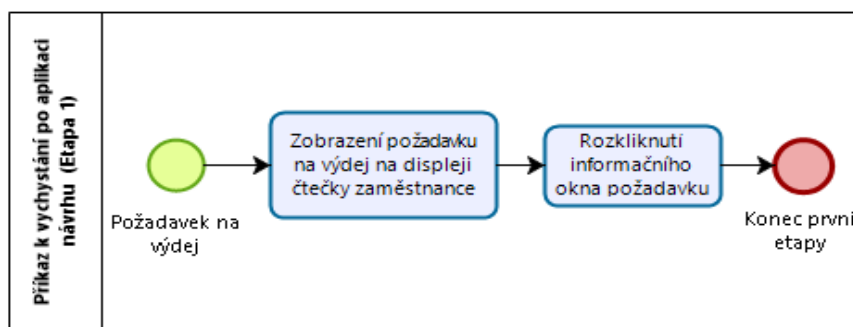 Příkaz k vychystání po aplikaci
návrhu (Etapa 1)
Požadavek na
výdej
Zobrazení požadavku
na výdej na displeji
čtečky zaměstnance
Rozkliknutí
informačního
okna požadavku
Konec první
etapy